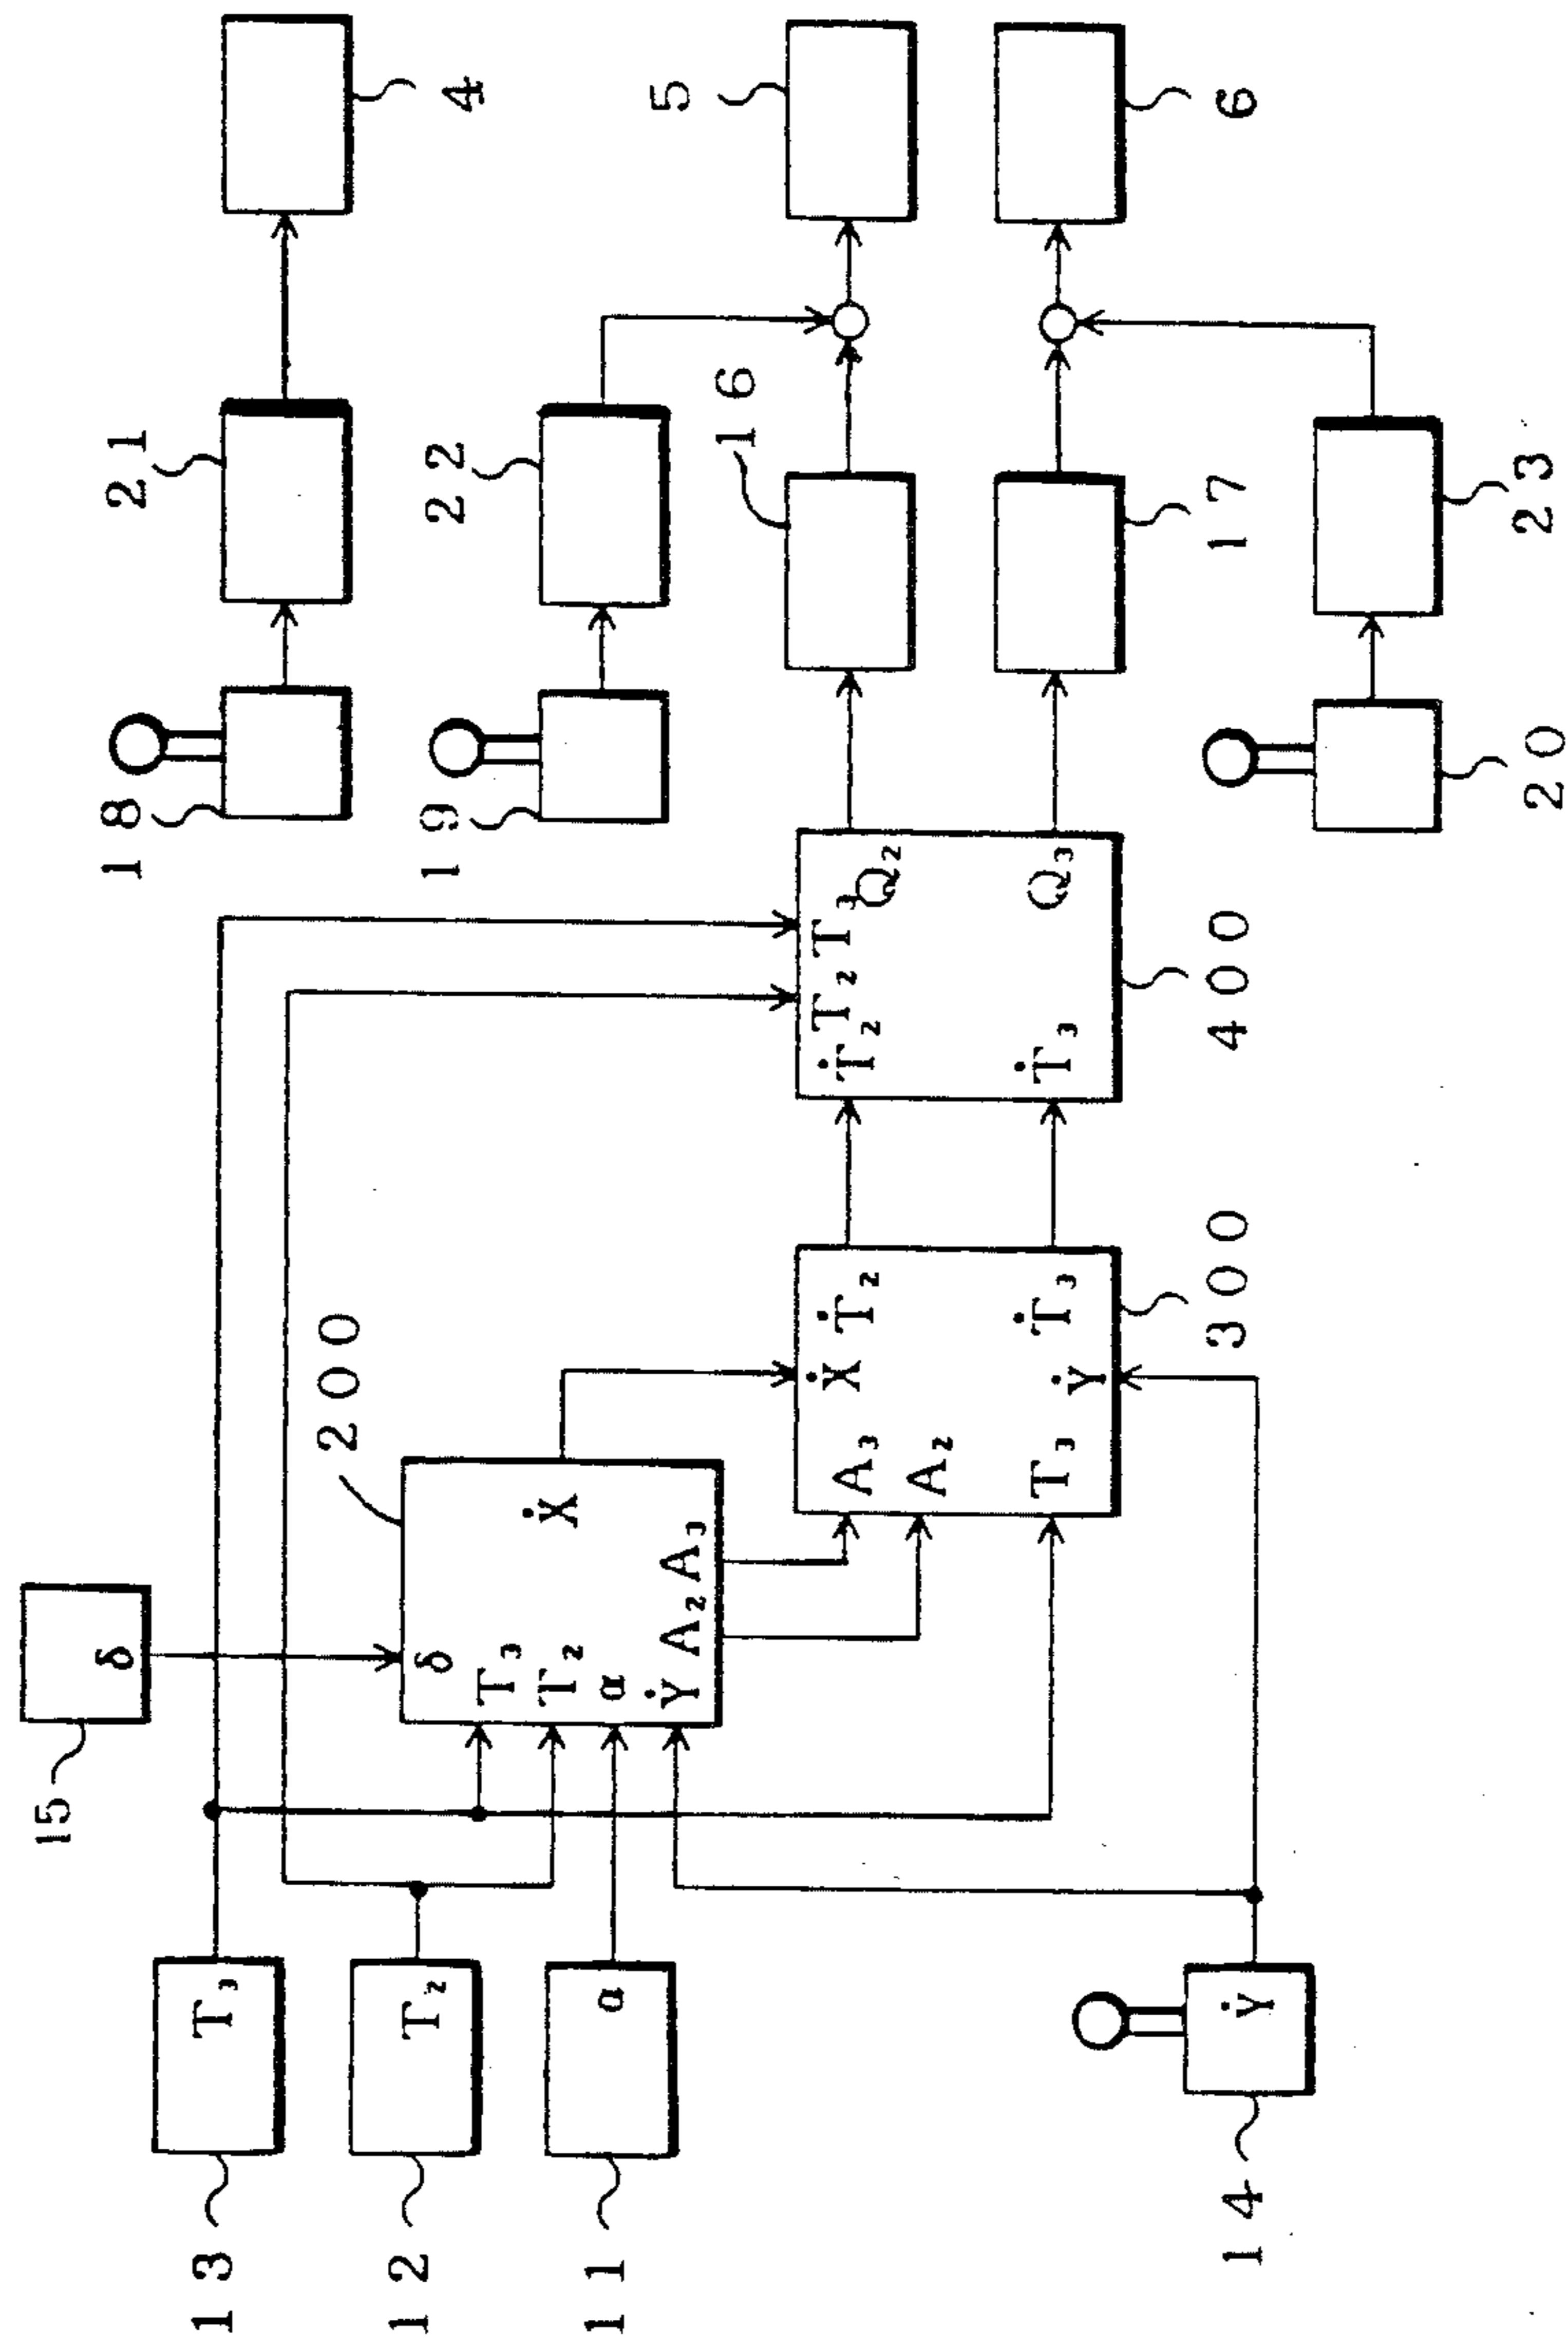 15
δ
13
T₃
12
T₂
11
α
14
Ẏ
200
δ
T₃
T₂
α
Ẏ
Ẋ
A₂ A₃
300
A₃
A₂
T₃
Ẋ
Ẏ
Ṫ₂
Ṫ₃
400
Ṫ₂
T₂ T₃
Ṫ₃
Q₂
Q₃
18
21
4
19
22
16
5
17
6
20
23